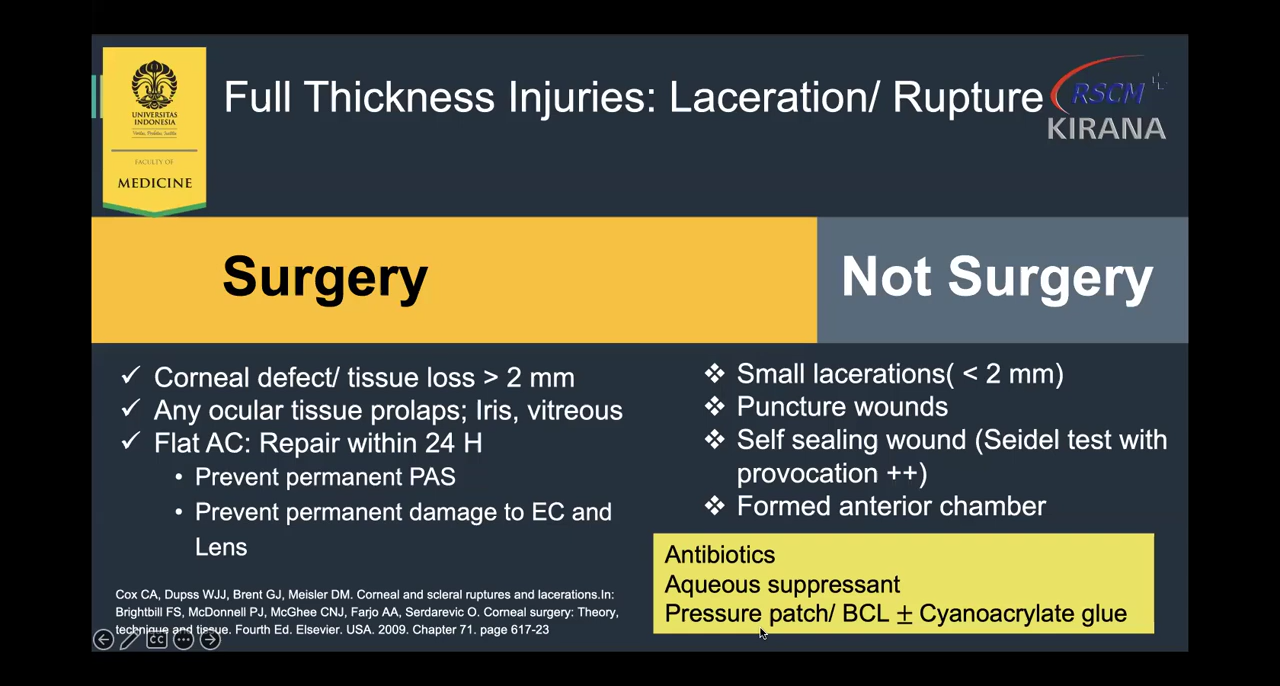 UNIVERSITAS
INDONESIA
FACULTY OF
MEDICINE
Full Thickness Injuries: Laceration/ Rupture
RSCM
KIRANA
Surgery
Not Surgery
✓ Corneal defect/ tissue loss > 2 mm
✓ Any ocular tissue prolaps; Iris, vitreous
✓ Flat AC: Repair within 24 H
• Prevent permanent PAS
• Prevent permanent damage to EC and
Lens
❖ Small lacerations( < 2 mm)
❖ Puncture wounds
❖ Self sealing wound (Seidel test with
provocation ++)
❖ Formed anterior chamber
Antibiotics
Aqueous suppressant
Pressure patch/ BCL ± Cyanoacrylate glue
Cox CA, Dupss WJJ, Brent GJ, Meisler DM. Corneal and scleral ruptures and lacerations.In:
Brightbill FS, McDonnell PJ, McGhee CNJ, Farjo AA, Serdarevic O. Corneal surgery: Theory,
technique and tissue. Fourth Ed. Elsevier. USA. 2009. Chapter 71. page 617-23
CC